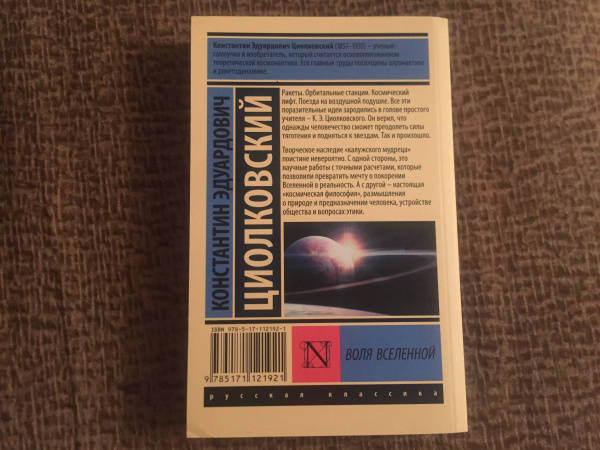 Константин Эдуардович Циолковский (1857–1935) – ученый-
самоучка и изобретатель, который считается основоположником
теоретической космонавтики. Его главные труды посвящены аэронавтике
и ракетодинамике.
КОНСТАНТИН ЭДУАРДОВИЧ
ЦИОЛКОВСКИЙ
Ракеты. Орбитальные станции. Космический
лифт. Поезда на воздушной подушке. Все эти
поразительные идеи зародились в голове простого
учителя – К. Э. Циолковского. Он верил, что
однажды человечество сможет преодолеть силы
тяготения и подняться к звездам. Так и произошло.
Творческое наследие «калужского мудреца»
поистине невероятно. С одной стороны, это
научные работы с точными расчетами, которые
позволили превратить мечту о покорении
Вселенной в реальность. А с другой – настоящая
«космическая философия», размышления
о природе и предназначении человека, устройстве
общества и вопросах этики.
ISBN 978-5-17-112192-1
9 785171 121921
N
ВОЛЯ ВСЕЛЕННОЙ
русская классика